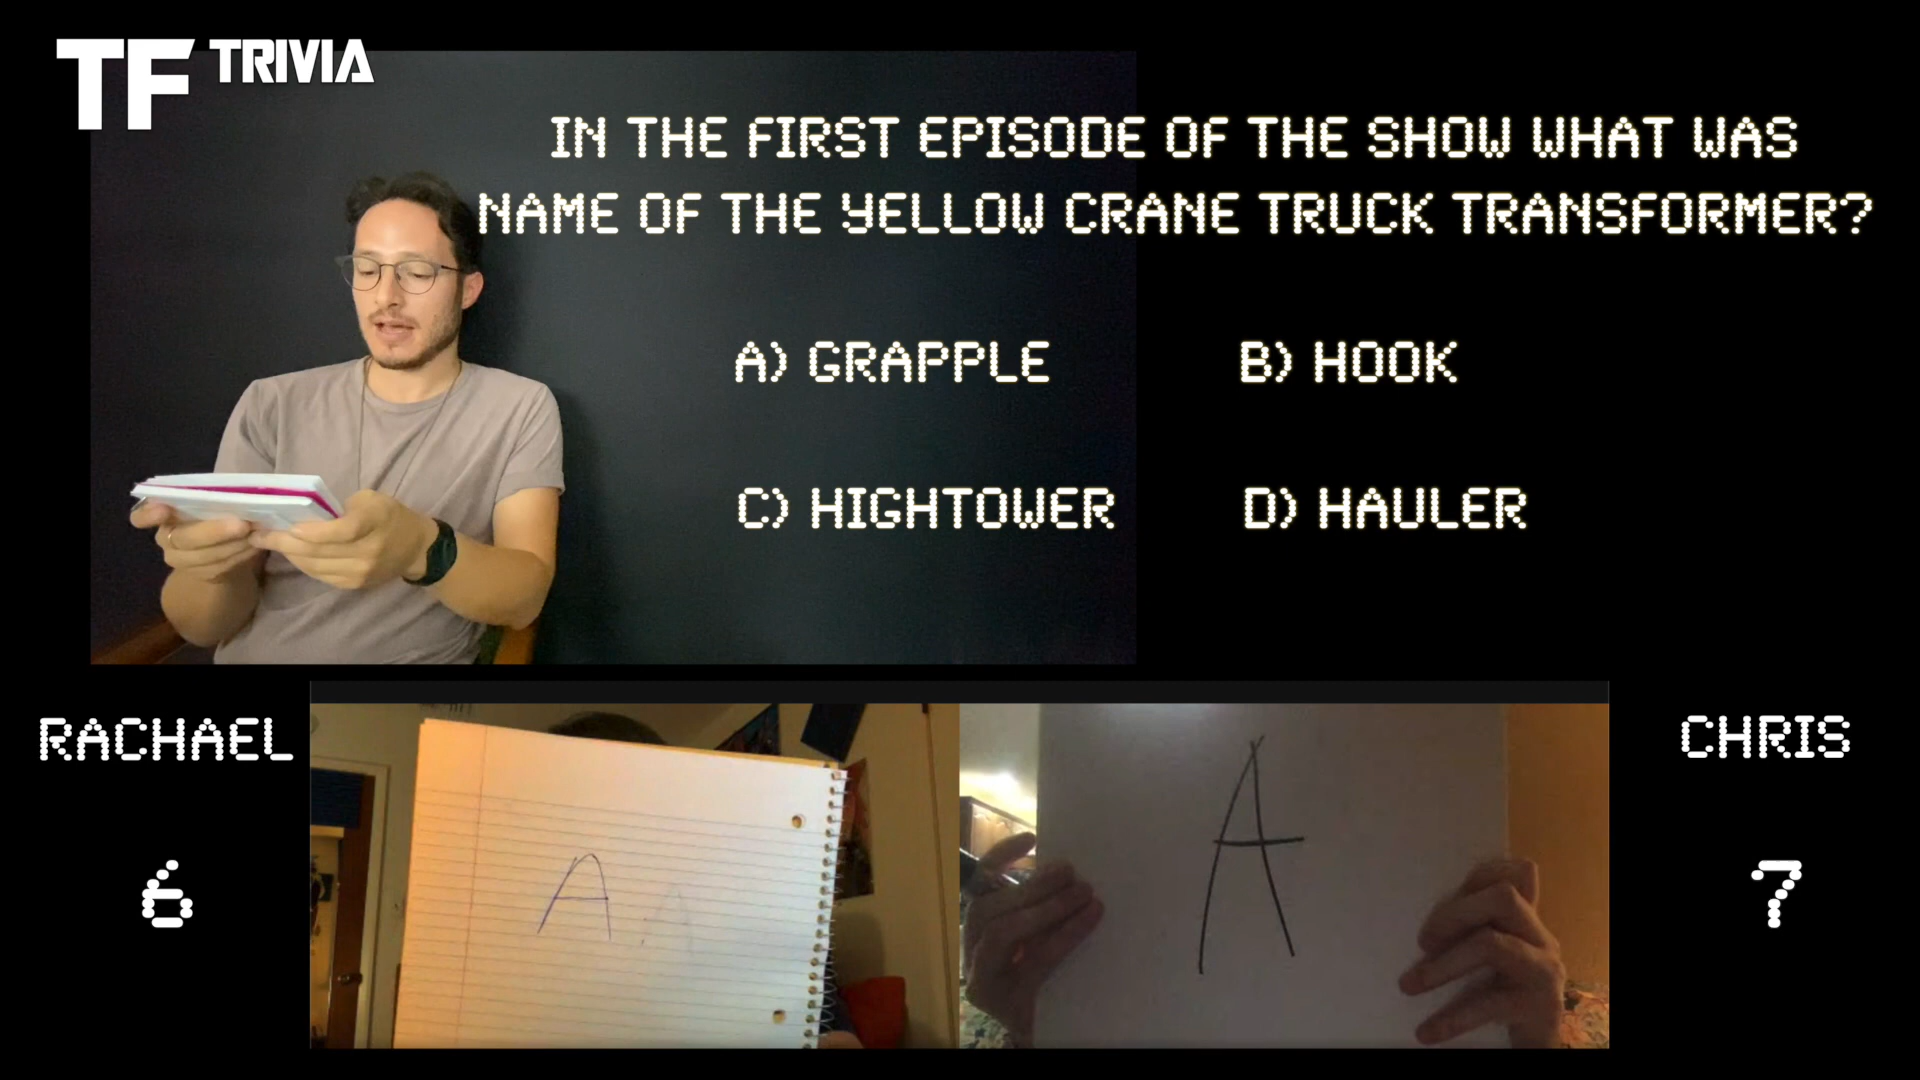 TF TRIVIA
IN THE FIRST EPISODE OF THE SHOW WHAT WAS
NAME OF THE YELLOW CRANE TRUCK TRANSFORMER?
A) GRAPPLE
B) HOOK
C) HIGHTOWER
D) HAULER
RACHAEL
6
A A
A
CHRIS
7